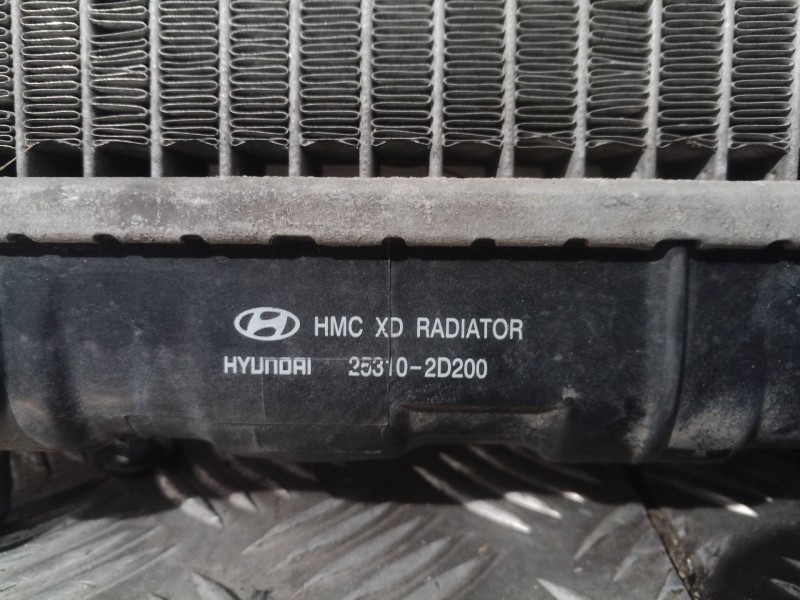 HMC XD RADIATOR
HYUNDAI 25310-2D200